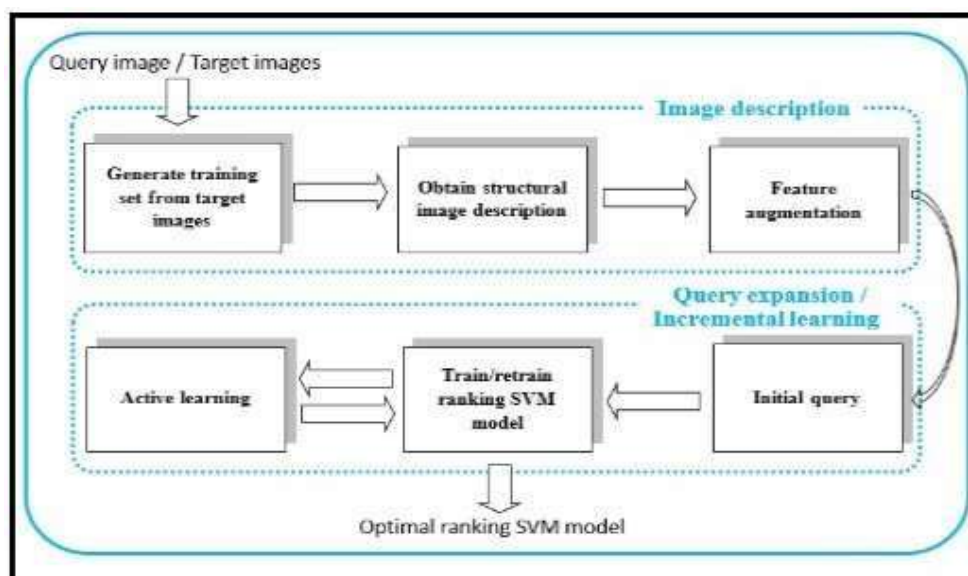 Query image / Target images
Image description
Generate training
set from target
images
Obtain structural
image description
Feature
augmentation
Query expansion /
Incremental learning
Active learning
Train/retrain
ranking SVM
model
Initial query
Optimal ranking SVM model